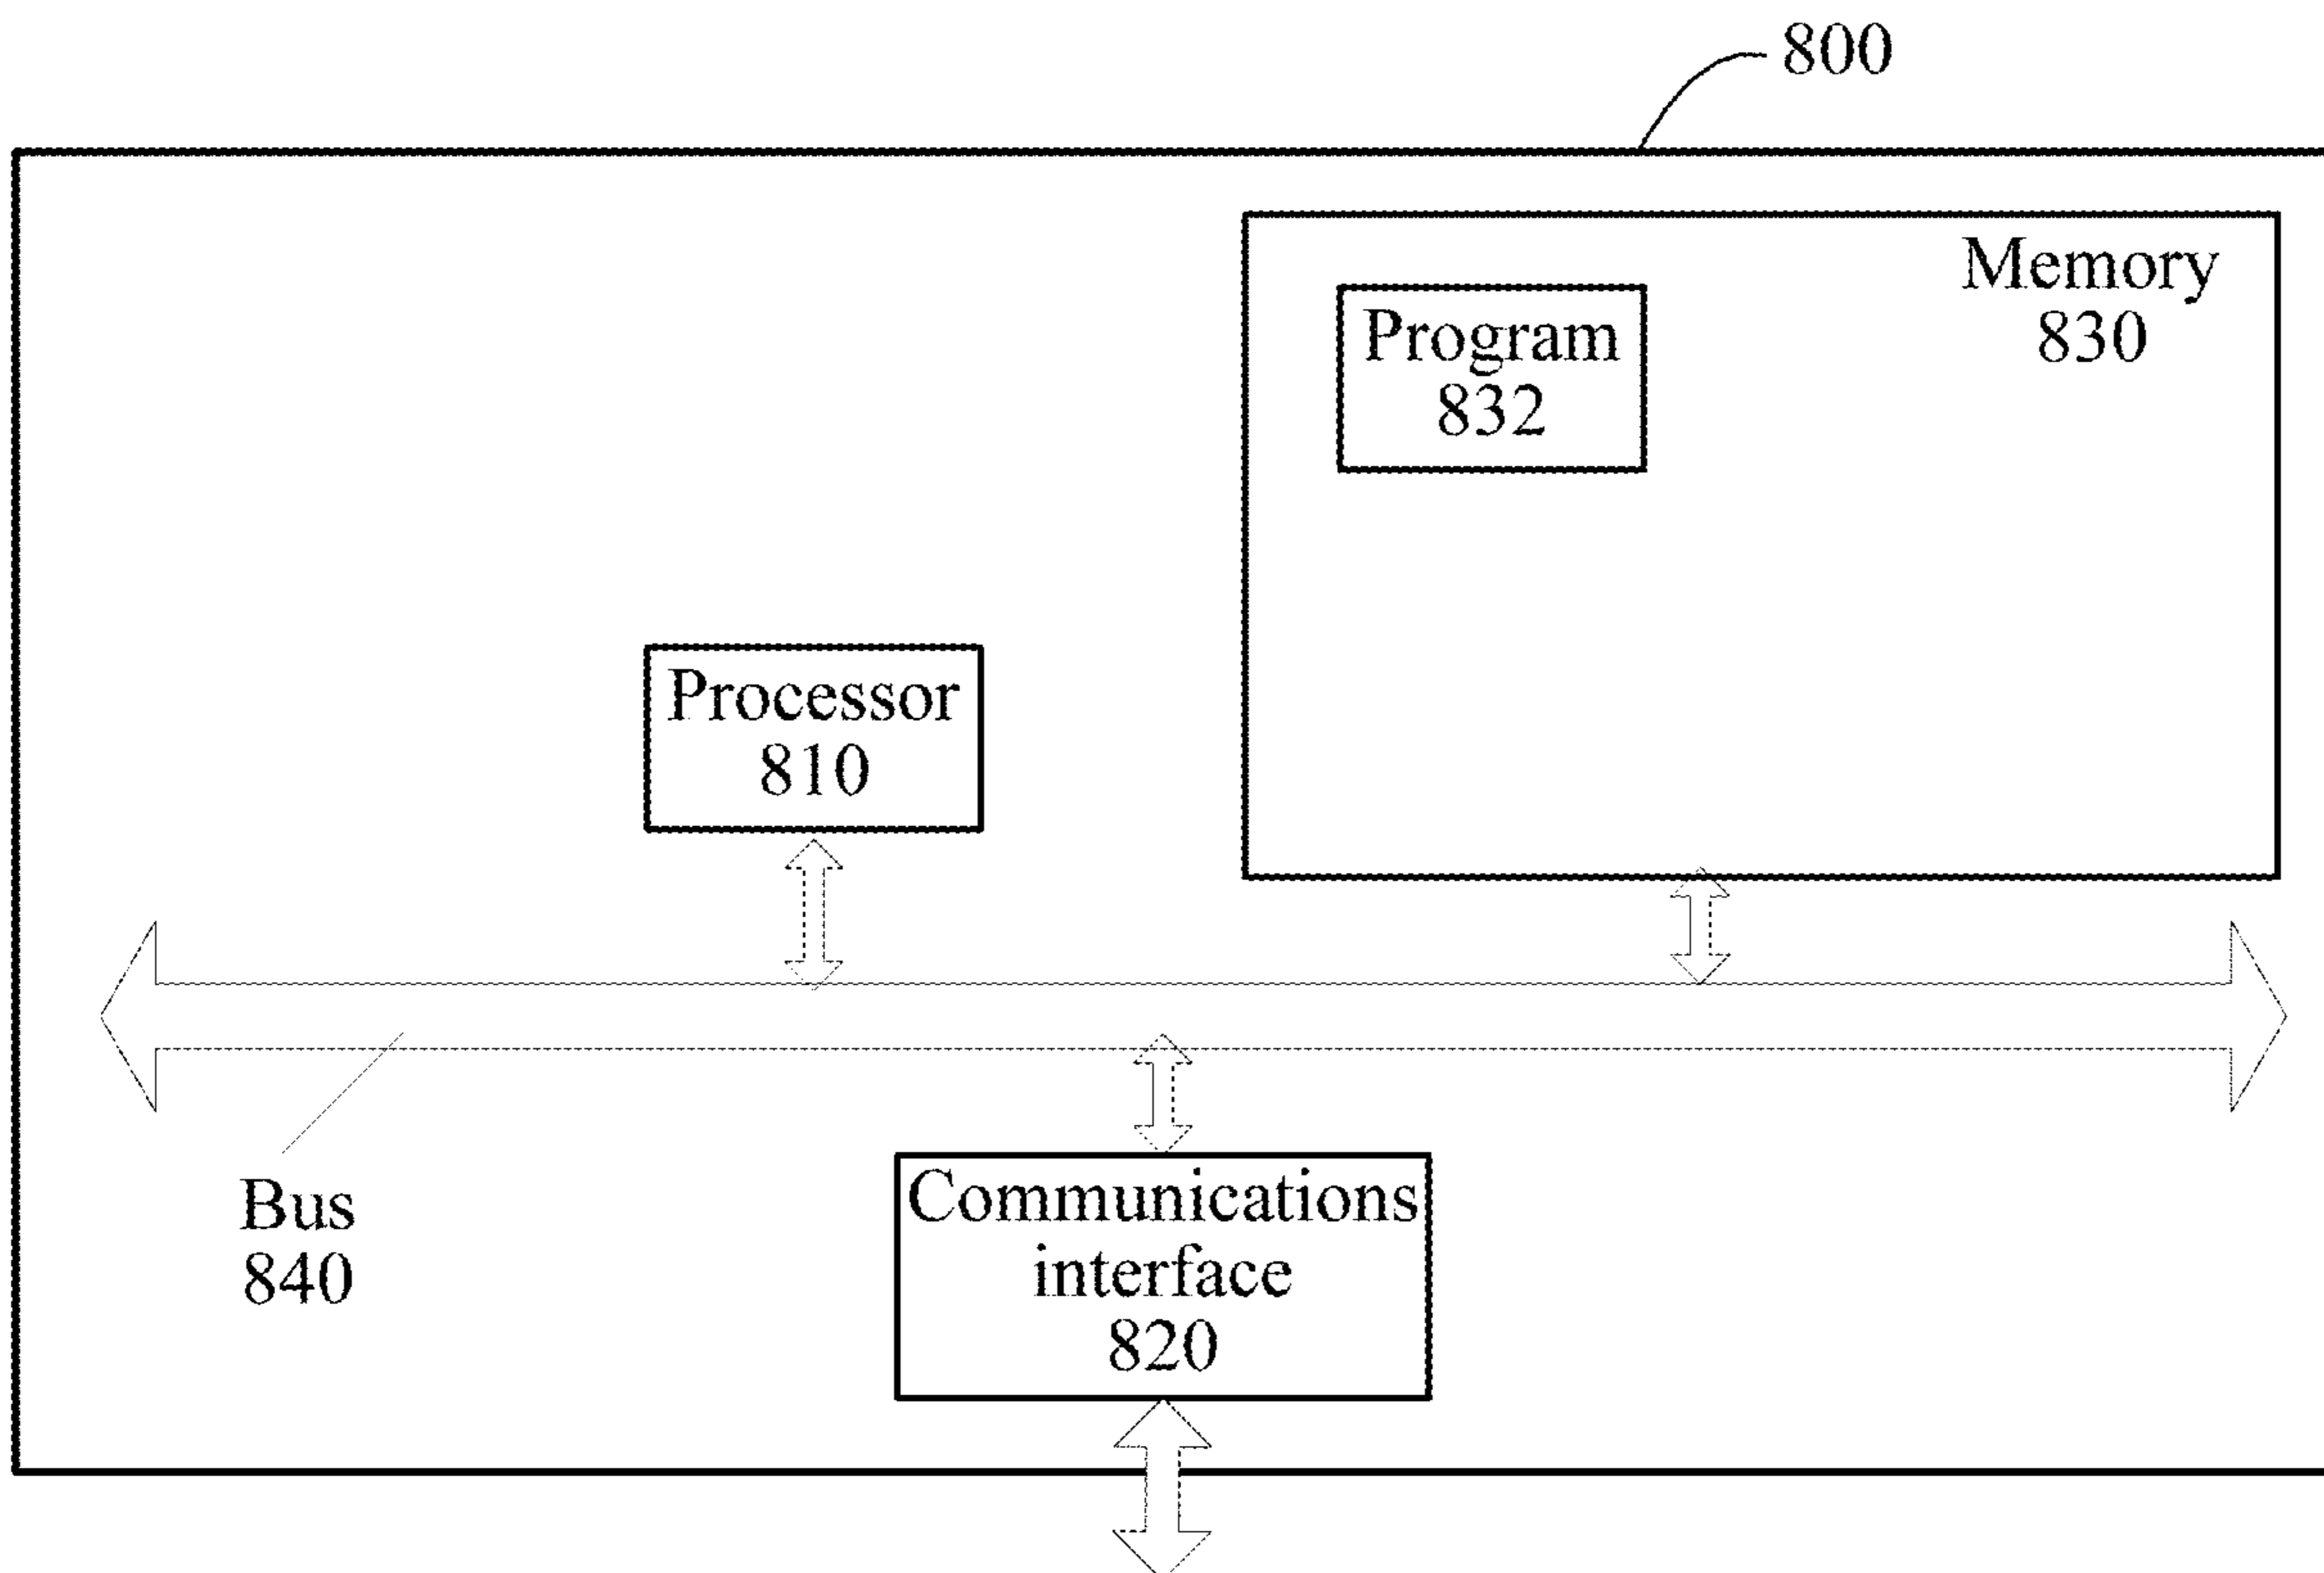 800
Memory
830
Program
832
Processor
810
Bus
840
Communications
interface
820